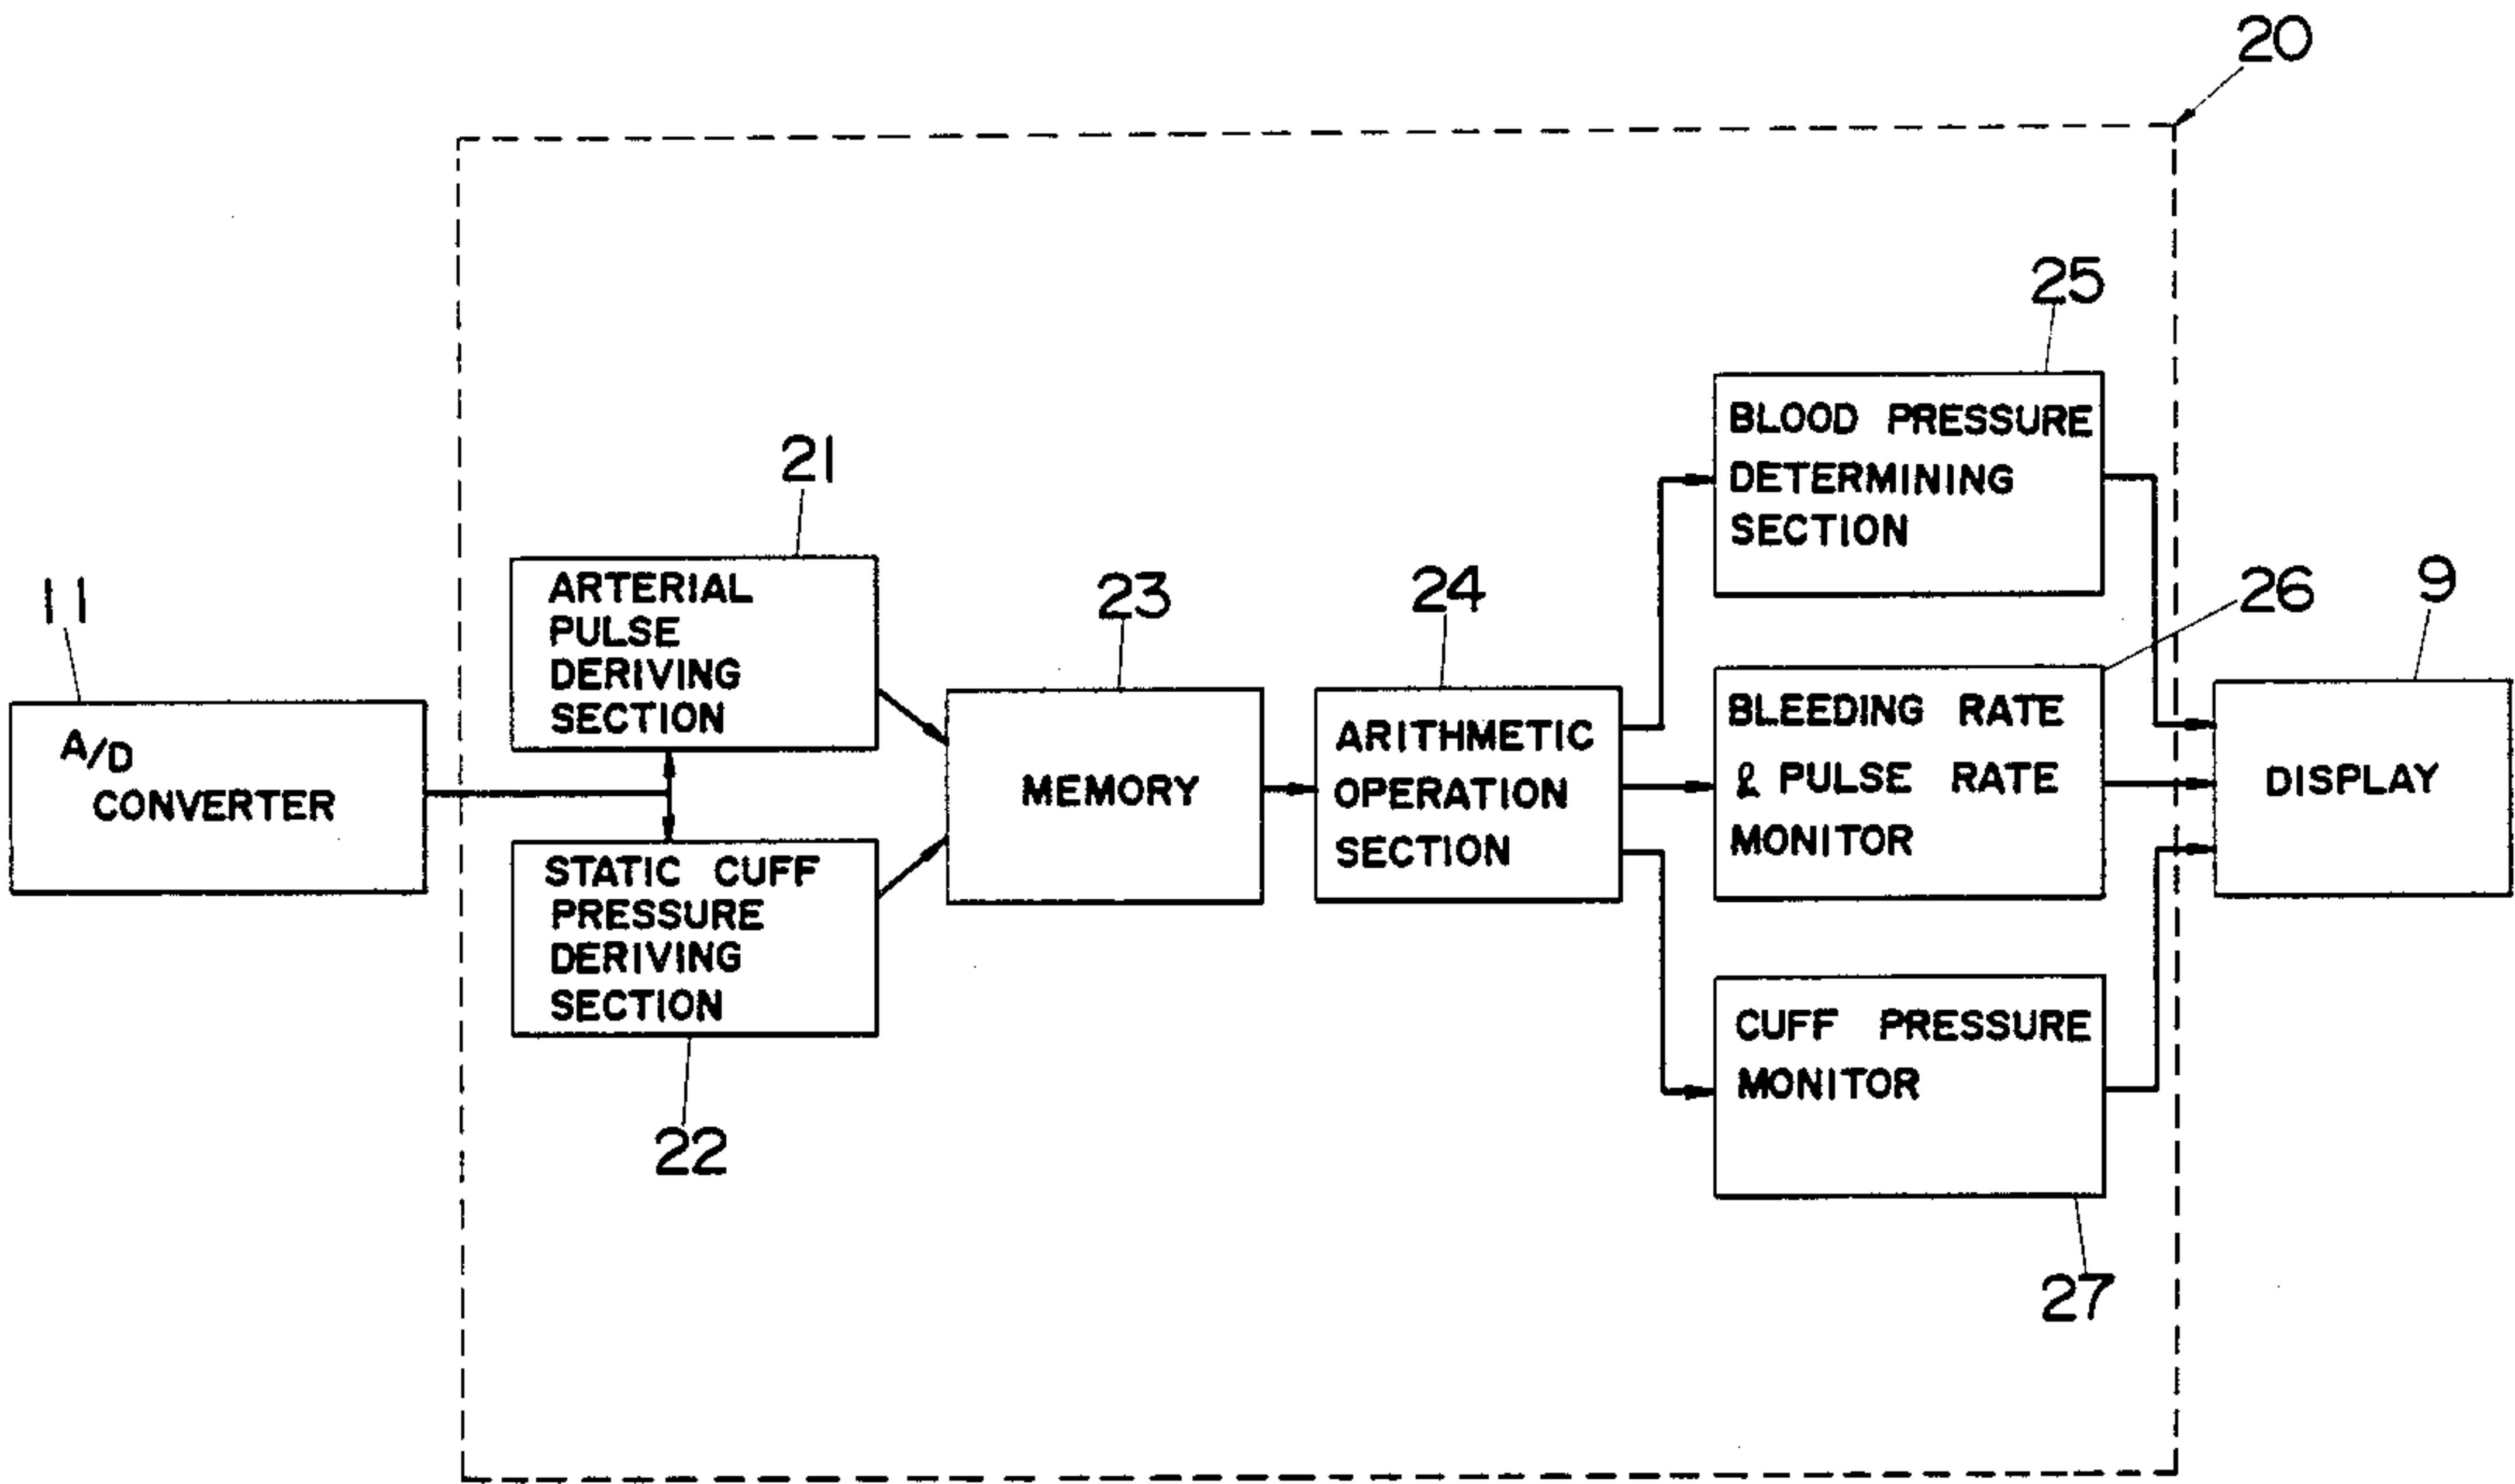 20
25
BLOOD PRESSURE
DETERMINING
SECTION
21
ARTERIAL
PULSE
DERIVING
SECTION
11
A/D
CONVERTER
STATIC CUFF
PRESSURE
DERIVING
SECTION
22
23
MEMORY
24
ARITHMETIC
OPERATION
SECTION
26
BLEEDING RATE
& PULSE RATE
MONITOR
9
DISPLAY
CUFF PRESSURE
MONITOR
27